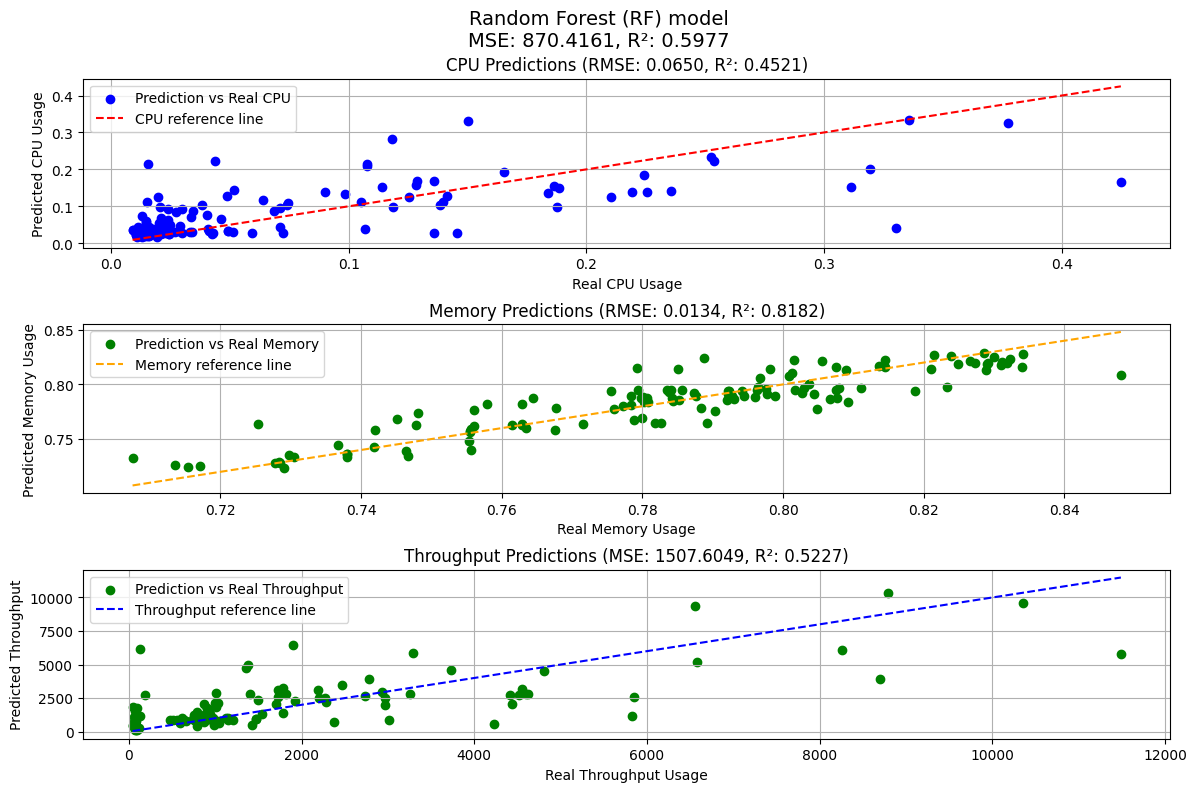 Random Forest (RF) model
MSE: 870.4161, R²: 0.5977
CPU Predictions (RMSE: 0.0650, R²: 0.4521)
Prediction vs Real CPU
CPU reference line
Predicted CPU Usage
0.4
0.3
0.2
0.1
0.0
0.0 0.1 0.2 0.3 0.4
Real CPU Usage
Memory Predictions (RMSE: 0.0134, R²: 0.8182)
Prediction vs Real Memory
Memory reference line
Predicted Memory Usage
0.85
0.80
0.75
0.72 0.74 0.76 0.78 0.80 0.82 0.84
Real Memory Usage
Throughput Predictions (MSE: 1507.6049, R²: 0.5227)
Prediction vs Real Throughput
Throughput reference line
Predicted Throughput
10000
7500
5000
2500
0
0 2000 4000 6000 8000 10000 12000
Real Throughput Usage